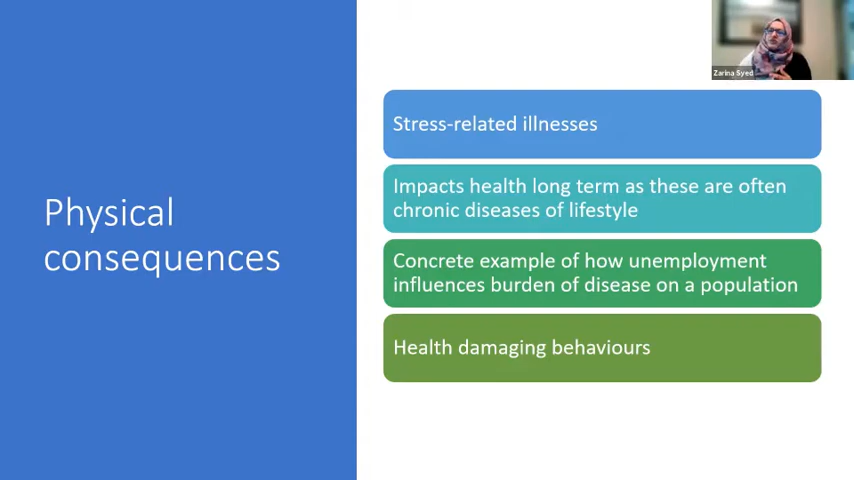 Zarina Syed
Physical
consequences
Stress-related illnesses
Impacts health long term as these are often
chronic diseases of lifestyle
Concrete example of how unemployment
influences burden of disease on a population
Health damaging behaviours